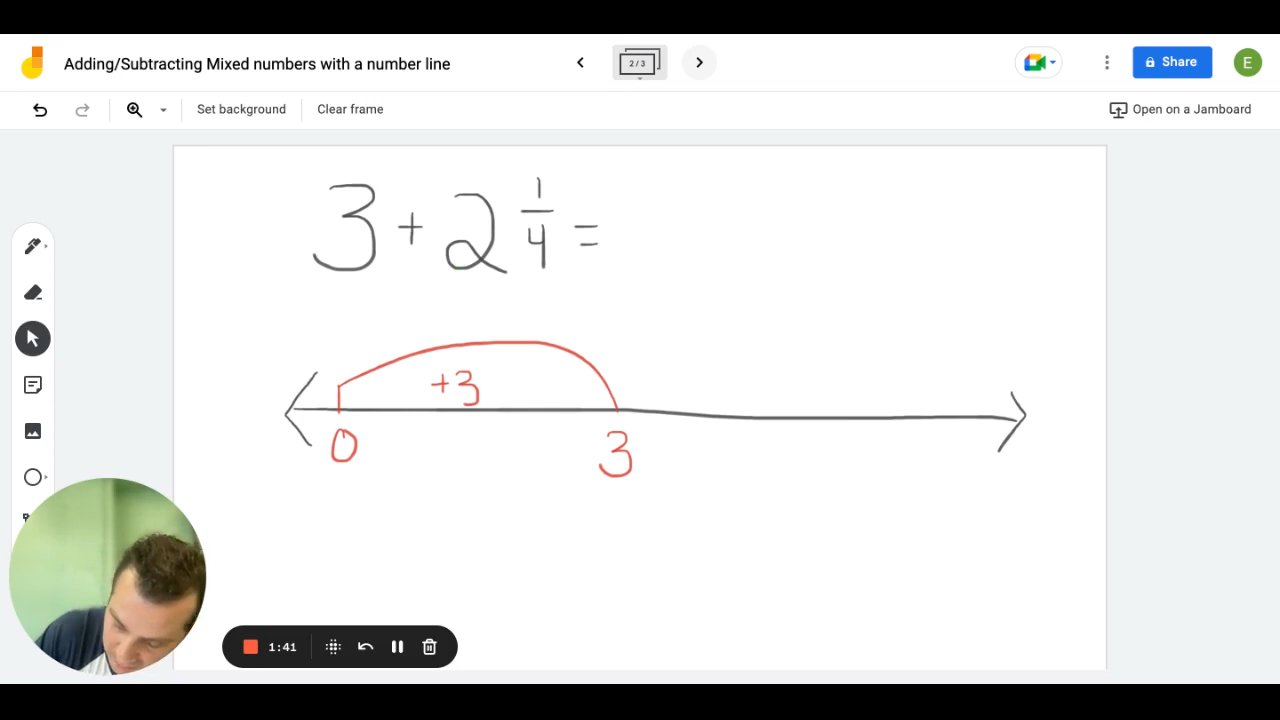 Adding/Subtracting Mixed numbers with a number line
2 / 3
Share
E
Set background
Clear frame
Open on a Jamboard
3 + 2 1/4 =
+3
0
3
1:41